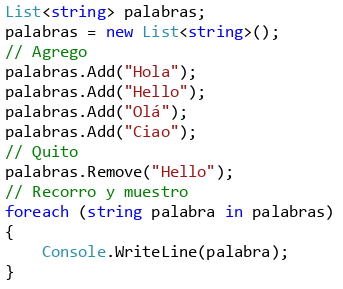 List<string> palabras;
palabras = new List<string>();
// Agrego
palabras.Add("Hola");
palabras.Add("Hello");
palabras.Add("Olá");
palabras.Add("Ciao");
// Quito
palabras.Remove("Hello");
// Recorro y muestro
foreach (string palabra in palabras)
{
    Console.WriteLine(palabra);
}